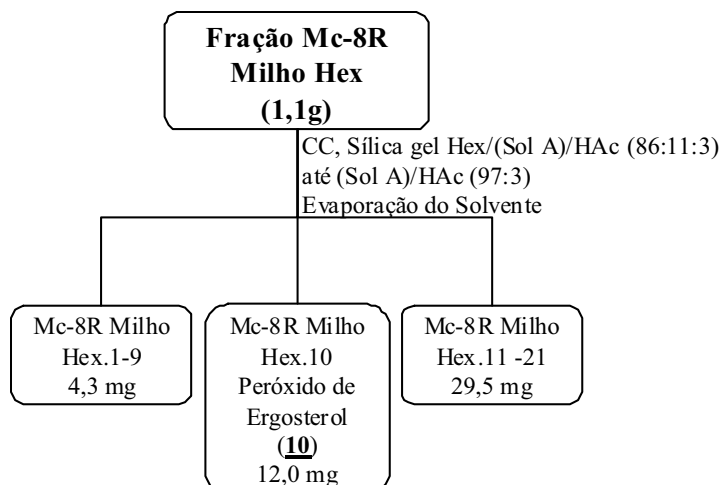 Fração Mc-8R
Milho Hex
(1,1g)
CC, Sílica gel Hex/(Sol A)/HAc (86:11:3)
até (Sol A)/HAc (97:3)
Evaporação do Solvente
Mc-8R Milho
Hex.1-9
4,3 mg
Mc-8R Milho
Hex.10
Peróxido de
Ergosterol
(10)
12,0 mg
Mc-8R Milho
Hex.11 -21
29,5 mg